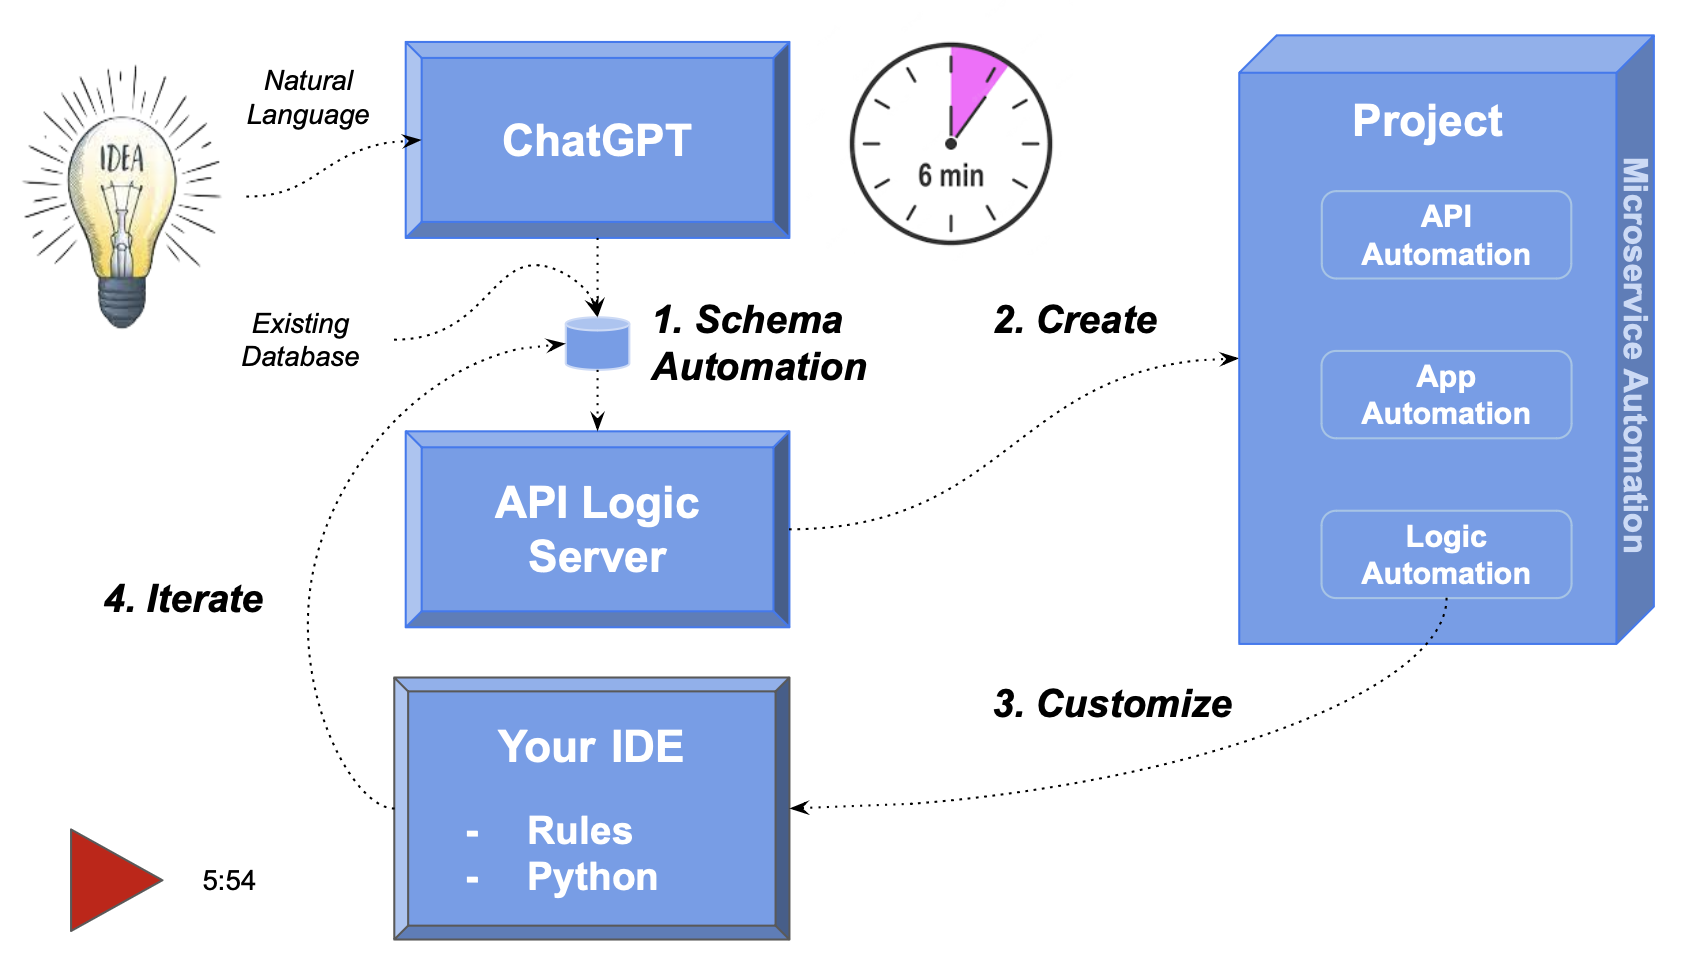 IDEA
Natural
Language
ChatGPT
6 min
Existing
Database
1. Schema
Automation
2. Create
Project
API
Automation
App
Automation
Logic
Automation
Microservice Automation
API Logic
Server
4. Iterate
3. Customize
Your IDE
- Rules
- Python
5:54